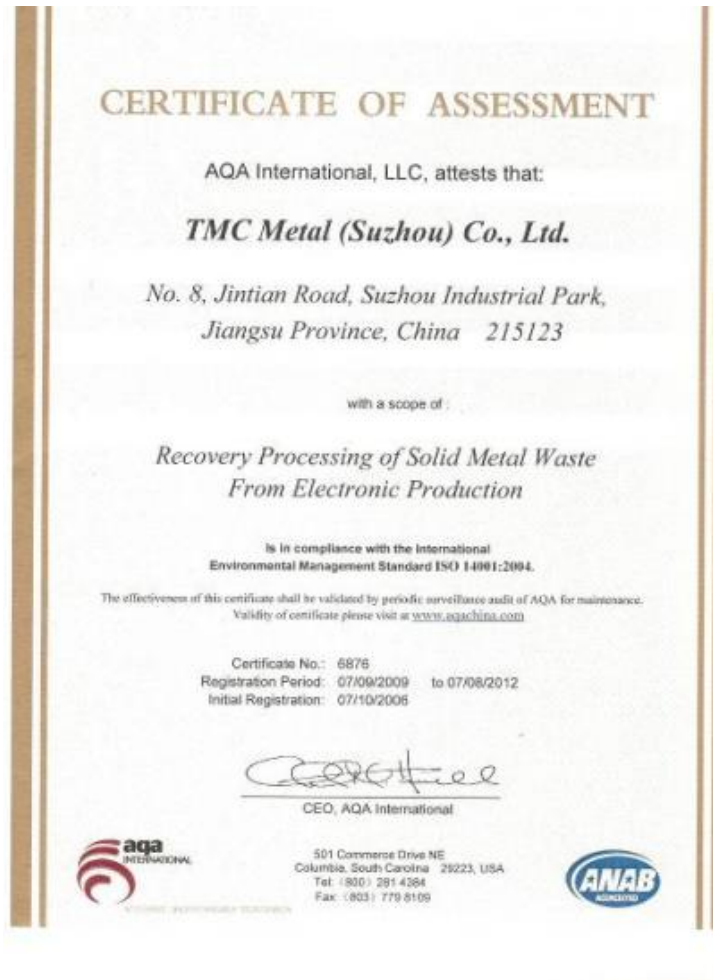 CERTIFICATE OF ASSESSMENT
AQA International, LLC, attests that:
TMC Metal (Suzhou) Co., Ltd.
No. 8, Jintian Road, Suzhou Industrial Park,
Jiangsu Province, China 215123
with a scope of :
Recovery Processing of Solid Metal Waste
From Electronic Production
Is in compliance with the International
Environmental Management Standard ISO 14001:2004.
The effectiveness of this certificate shall be validated by periodic surveillance audit of AQA for maintenance.
Validity of certificate please visit at www.aqachina.com
Certificate No.: 6876
Registration Period: 07/09/2009 to 07/08/2012
Initial Registration: 07/10/2006
CEO, AQA International
aqa
INTERNATIONAL
501 Commerce Drive NE
Columbia, South Carolina 29223, USA
Tel: (800) 281 4384
Fax: (803) 779 8109
ANAB
ACCREDITED